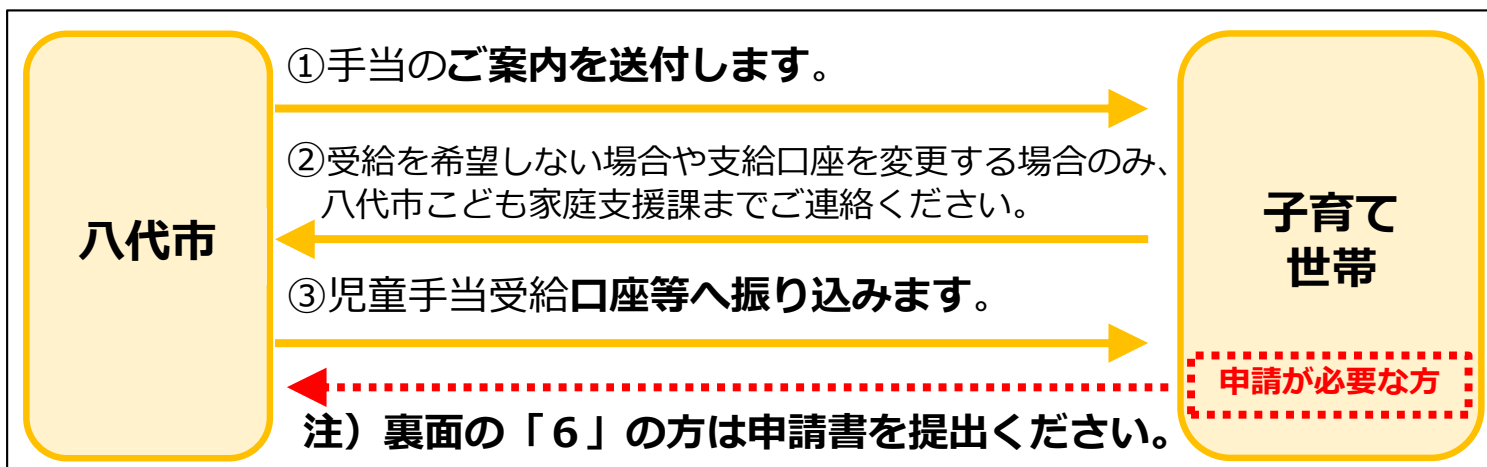 八代市
①手当のご案内を送付します。
②受給を希望しない場合や支給口座を変更する場合のみ、
八代市こども家庭支援課までご連絡ください。
③児童手当受給口座等へ振り込みます。
注）裏面の「６」の方は申請書を提出ください。
子育て
世帯
申請が必要な方